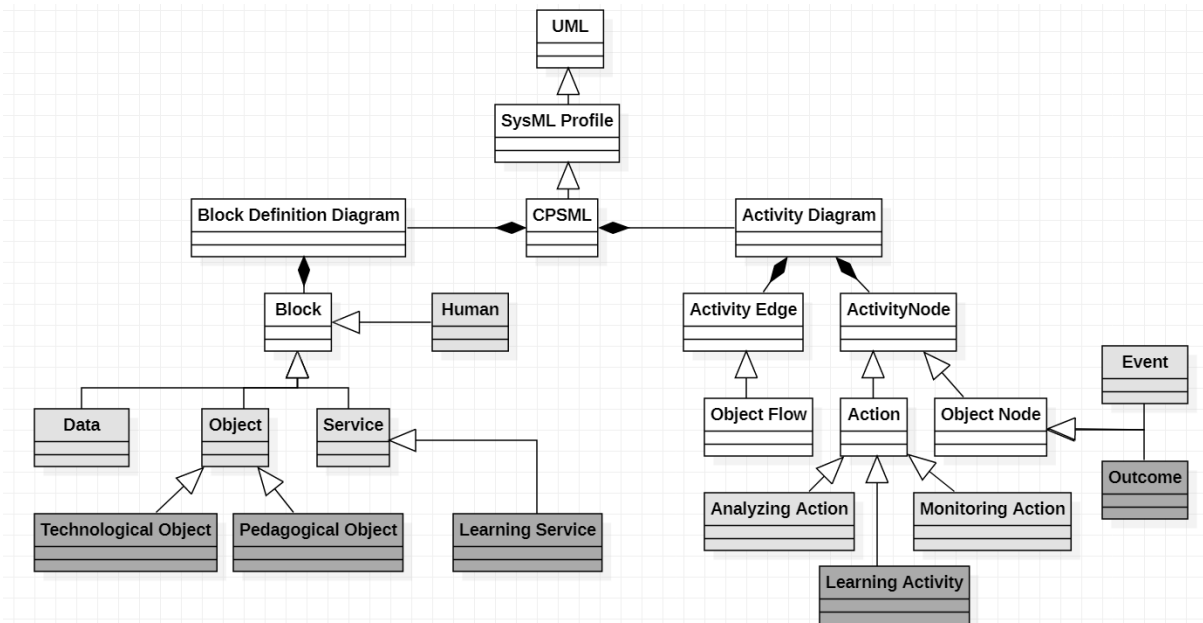 UML
SysML Profile
Block Definition Diagram
CPSML
Activity Diagram
Block
Human
Activity Edge
ActivityNode
Event
Data
Object
Service
Object Flow
Action
Object Node
Outcome
Analyzing Action
Monitoring Action
Technological Object
Pedagogical Object
Learning Service
Learning Activity